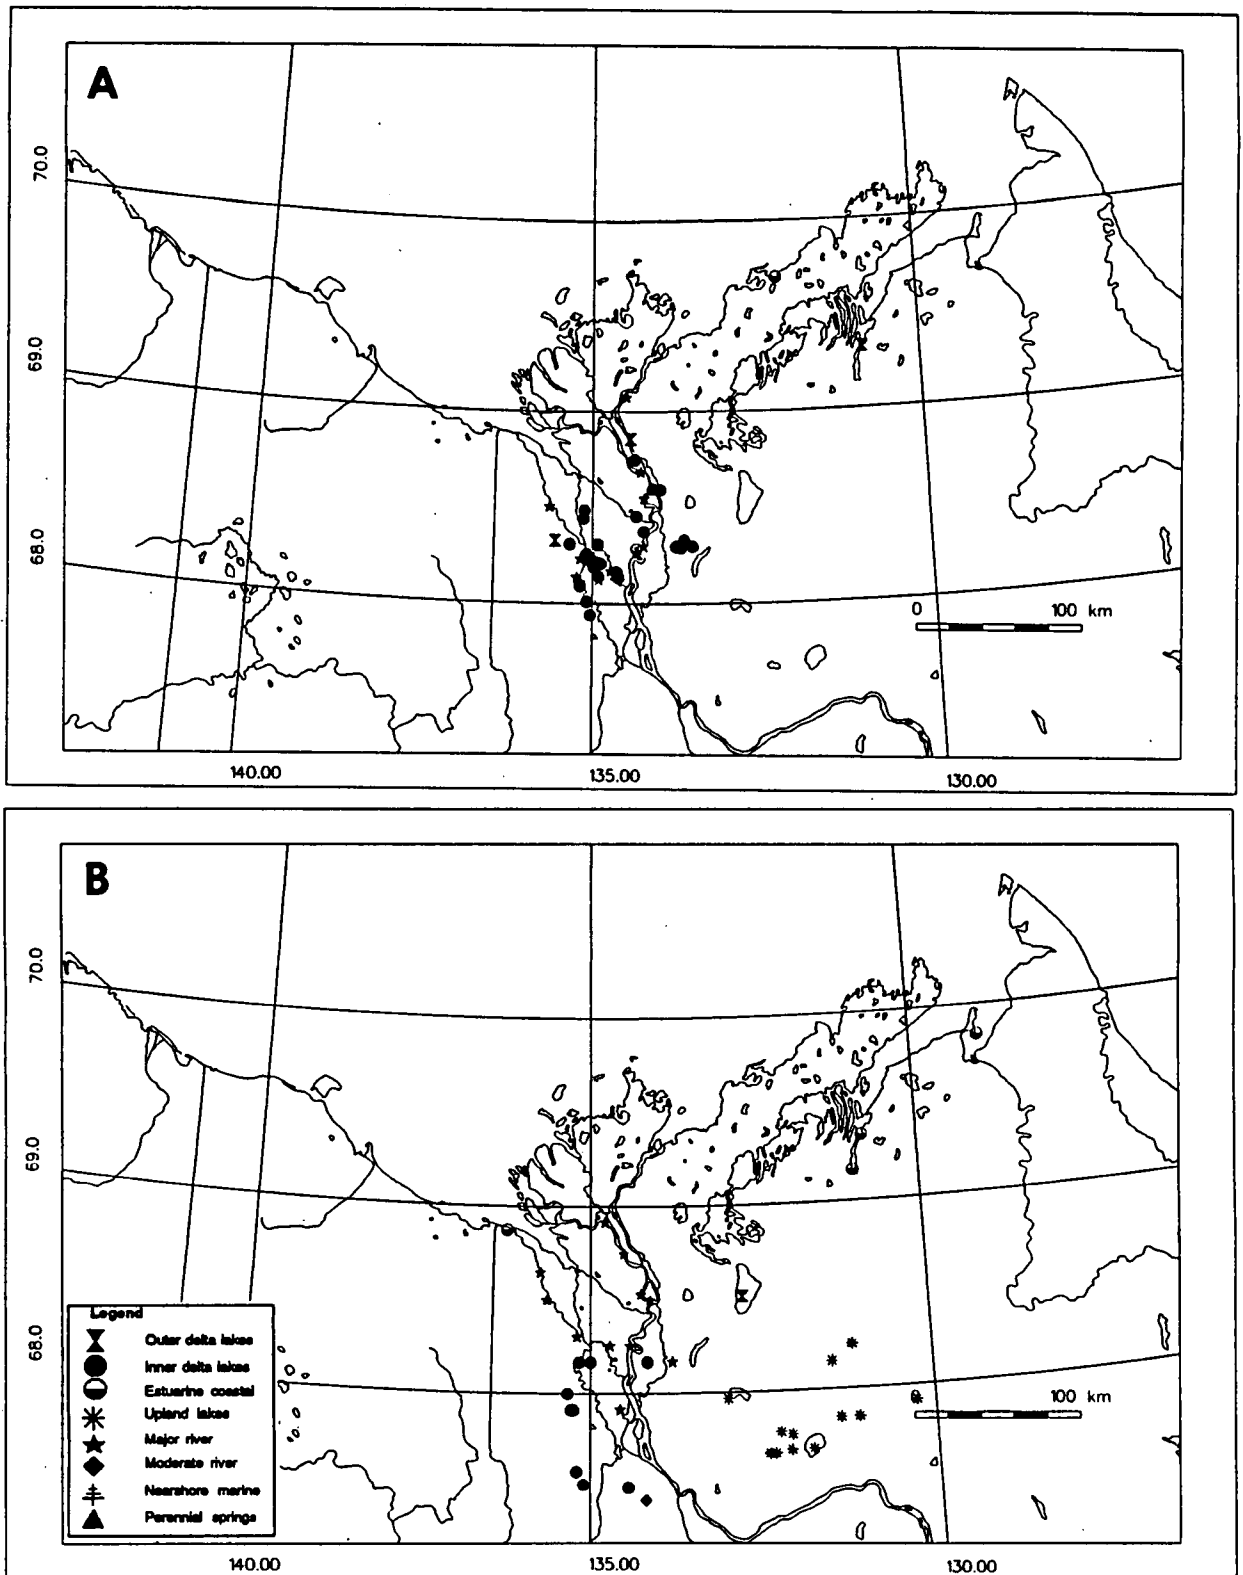 A
70.0
69.0
68.0
0 100 km
140.00 135.00 130.00
B
70.0
69.0
68.0
Legend
Outer delta lakes
Inner delta lakes
Estuarine coastal
Upland lakes
Major river
Moderate river
Nearshore marine
Perennial springs
0 100 km
140.00 135.00 130.00